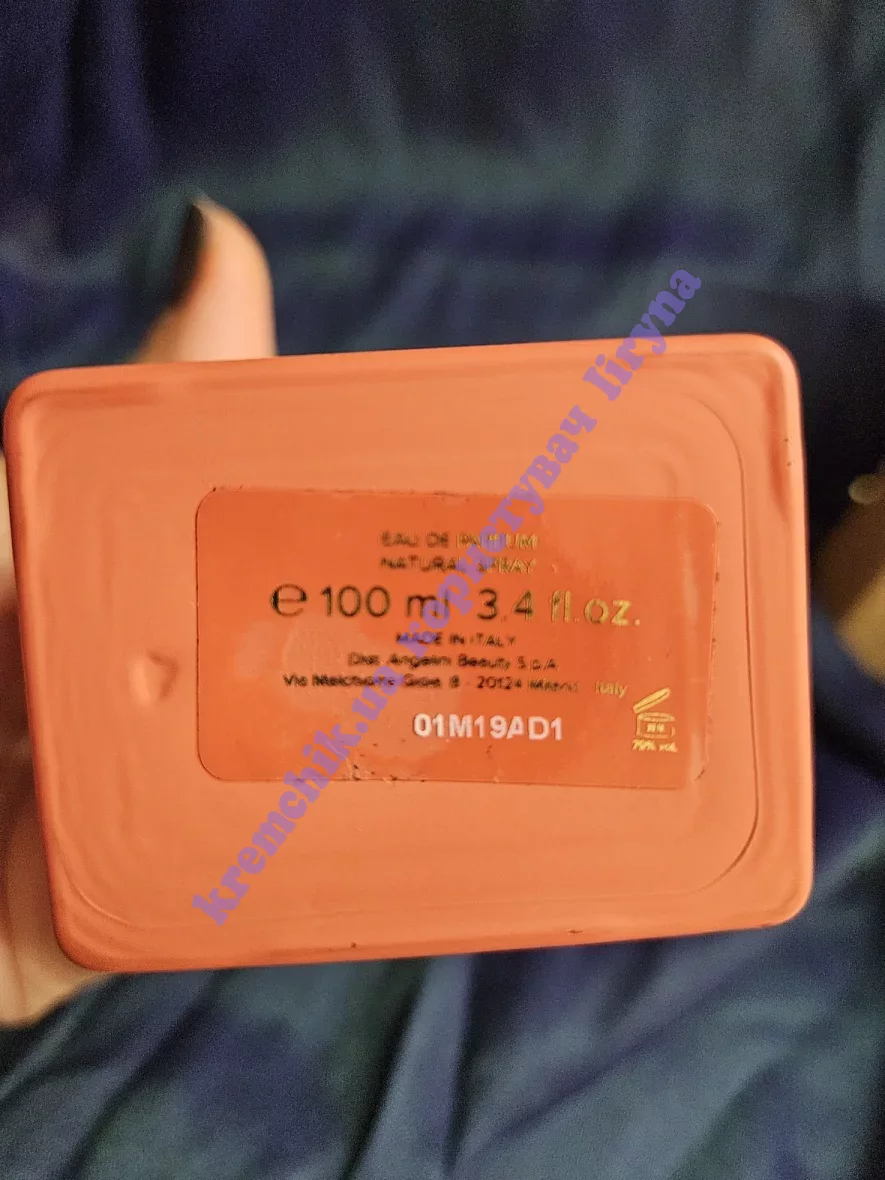 EAU DE PARFUM
NATURAL SPRAY
e 100 ml 3.4 fl.oz.
MADE IN ITALY
Dist. Angelini Beauty S.p.A.
Via Melchiorre Gioia, 8 - 20124 Milano Italy
01M19AD1
79% vol.
kremchik.ua Користувач Iiryna